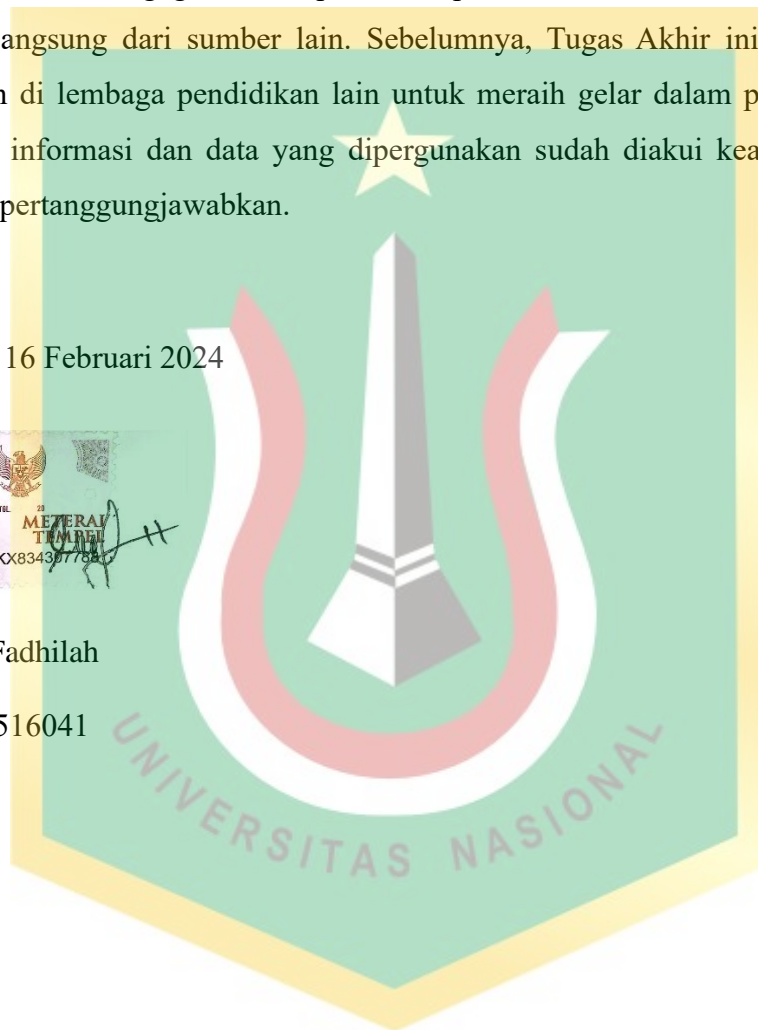 angsung dari sumber lain. Sebelumnya, Tugas Akhir ini
di lembaga pendidikan lain untuk meraih gelar dalam p
informasi dan data yang dipergunakan sudah diakui kea
pertanggungjawabkan.
16 Februari 2024
METERAI
TEMPEL
Fadhilah
516041
UNIVERSITAS NASIONAL